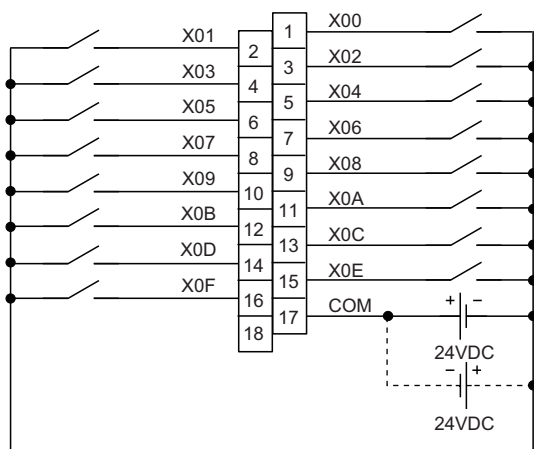 X00
1
X01
2
X02
3
X03
4
X04
5
X05
6
X06
7
X07
8
X08
9
X09
10
X0A
11
X0B
12
X0C
13
X0D
14
X0E
15
X0F
16
COM
17
+ -
18
24VDC
- +
24VDC